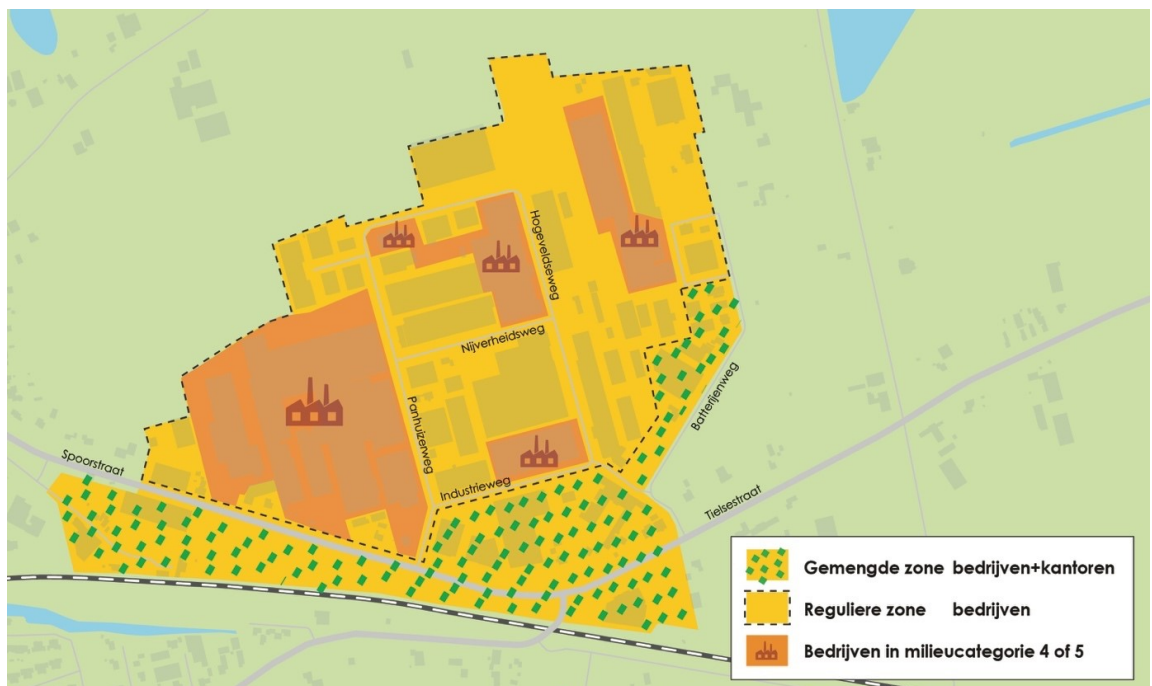 Hogeveldseweg
Nijverheidsweg
Batterijenweg
Panhuizerweg
Spoorstraat
Industrieweg
Tielsestraat
Gemengde zone bedrijven+kantoren
Reguliere zone bedrijven
Bedrijven in milieucategorie 4 of 5